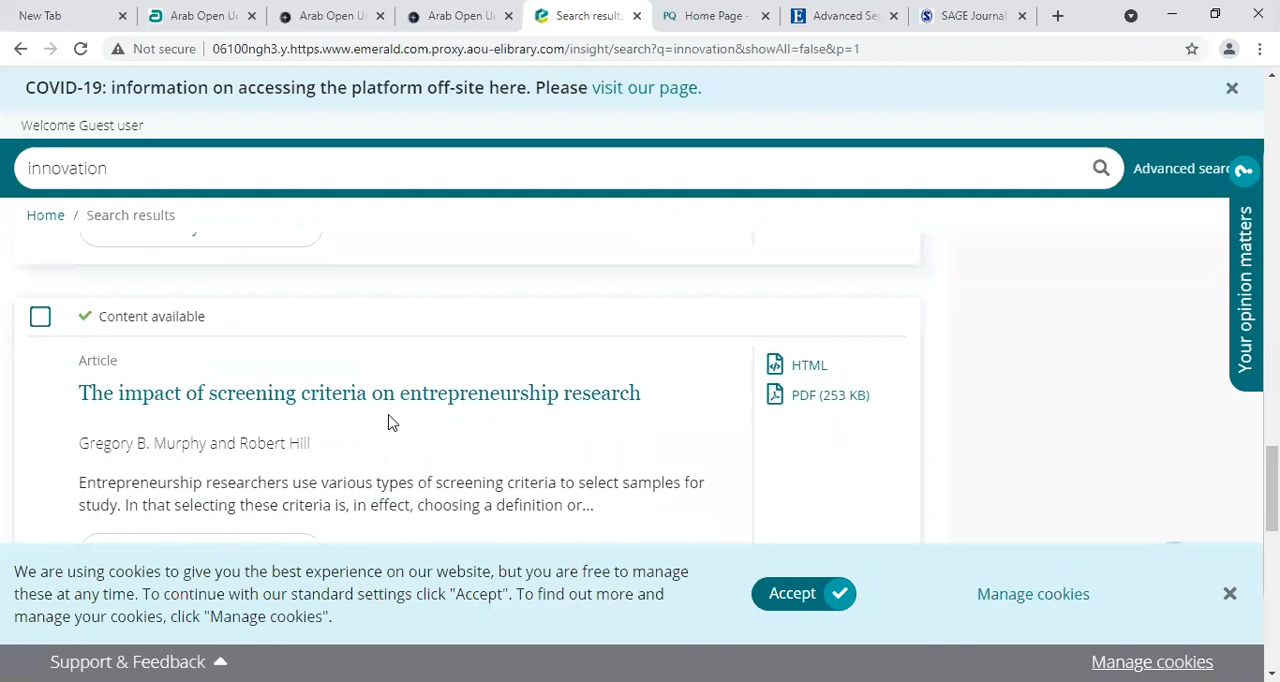 New Tab
Arab Open Un
Arab Open Un
Arab Open Un
Search result
PQ Home Page -
Advanced Sea
SAGE Journal
Not secure 06100ngh3.y.https.www.emerald.com.proxy.aou-elibrary.com/insight/search?q=innovation&showAll=false&p=1
COVID-19: information on accessing the platform off-site here. Please visit our page.
Welcome Guest user
innovation
Advanced searc
Home / Search results
Your opinion matters
Content available
Article
HTML
The impact of screening criteria on entrepreneurship research
PDF (253 KB)
Gregory B. Murphy and Robert Hill
Entrepreneurship researchers use various types of screening criteria to select samples for
study. In that selecting these criteria is, in effect, choosing a definition or...
We are using cookies to give you the best experience on our website, but you are free to manage
these at any time. To continue with our standard settings click "Accept". To find out more and
manage your cookies, click "Manage cookies".
Accept
Manage cookies
Support & Feedback
Manage cookies